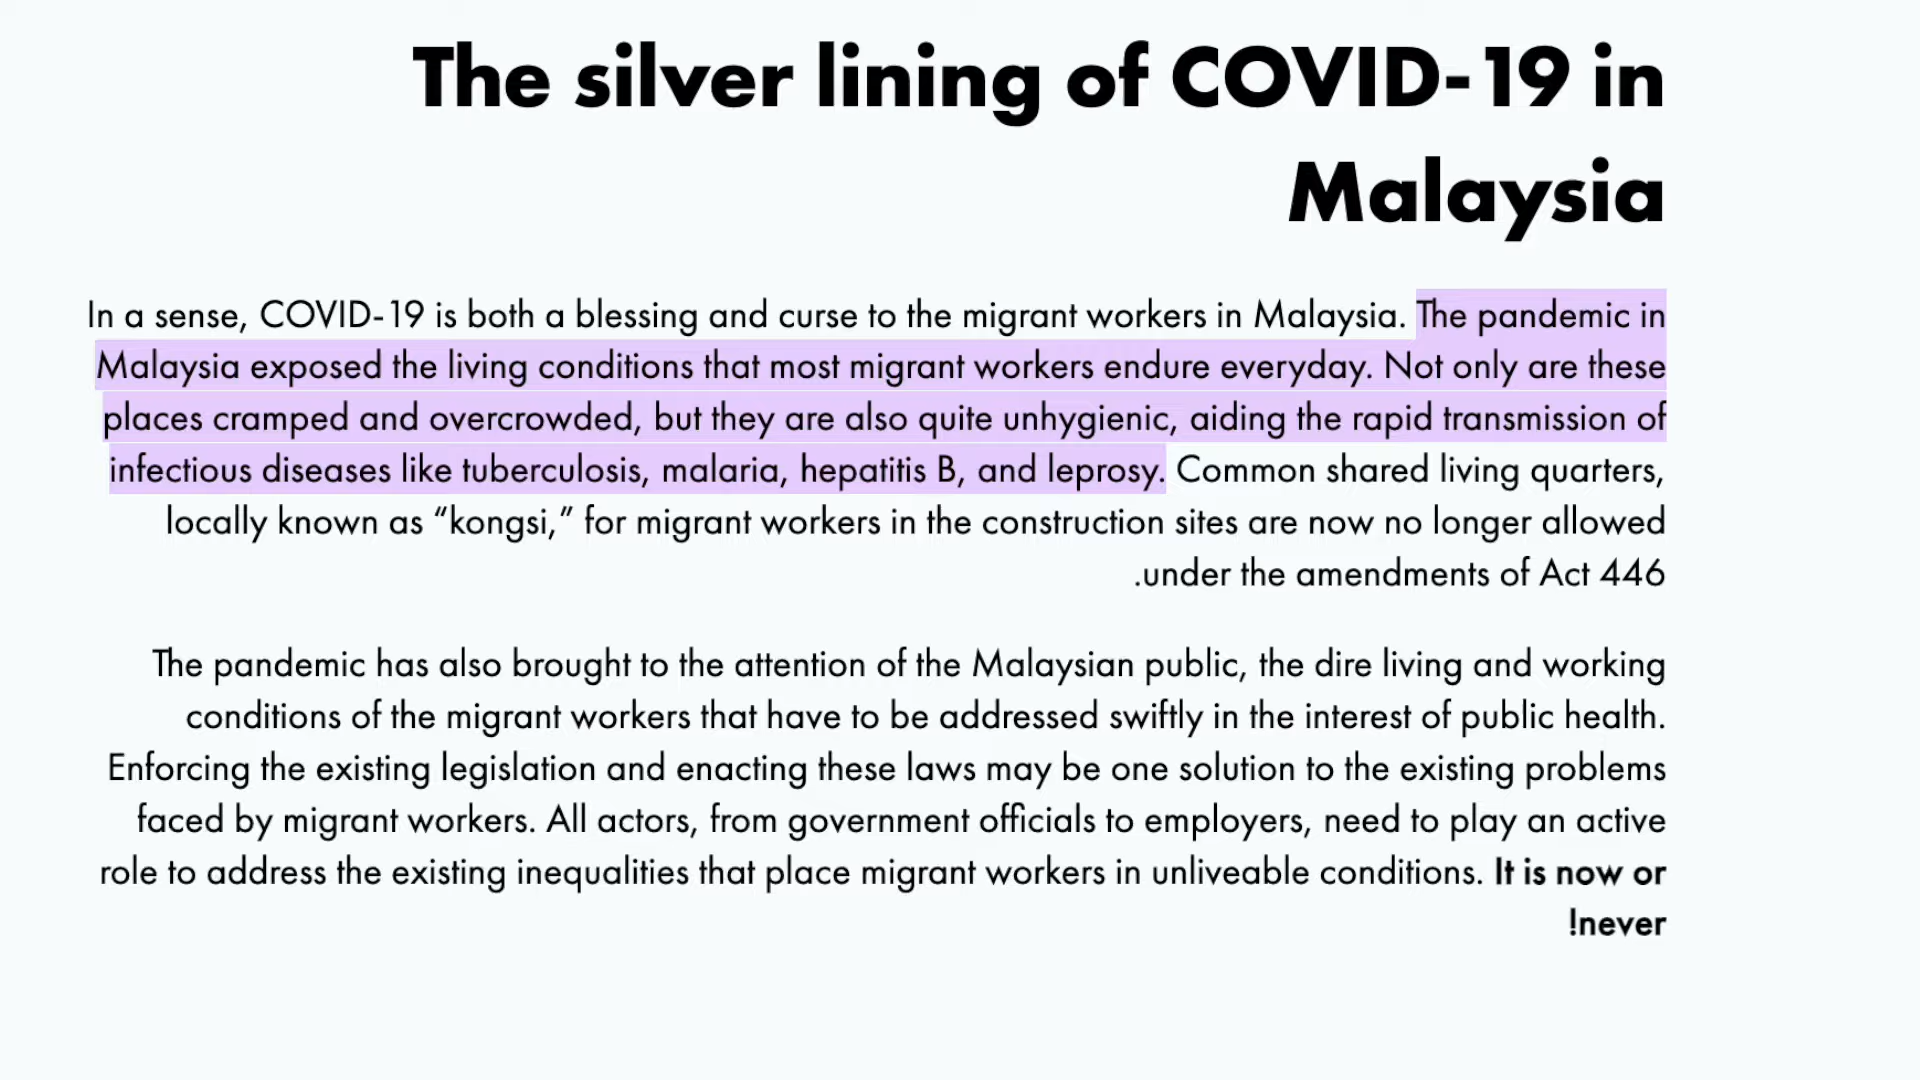 The silver lining of COVID-19 in
Malaysia
In a sense, COVID-19 is both a blessing and curse to the migrant workers in Malaysia. The pandemic in
Malaysia exposed the living conditions that most migrant workers endure everyday. Not only are these
places cramped and overcrowded, but they are also quite unhygienic, aiding the rapid transmission of
infectious diseases like tuberculosis, malaria, hepatitis B, and leprosy. Common shared living quarters,
locally known as “kongsi,” for migrant workers in the construction sites are now no longer allowed
.under the amendments of Act 446
The pandemic has also brought to the attention of the Malaysian public, the dire living and working
conditions of the migrant workers that have to be addressed swiftly in the interest of public health.
Enforcing the existing legislation and enacting these laws may be one solution to the existing problems
faced by migrant workers. All actors, from government officials to employers, need to play an active
role to address the existing inequalities that place migrant workers in unliveable conditions. It is now or
!never